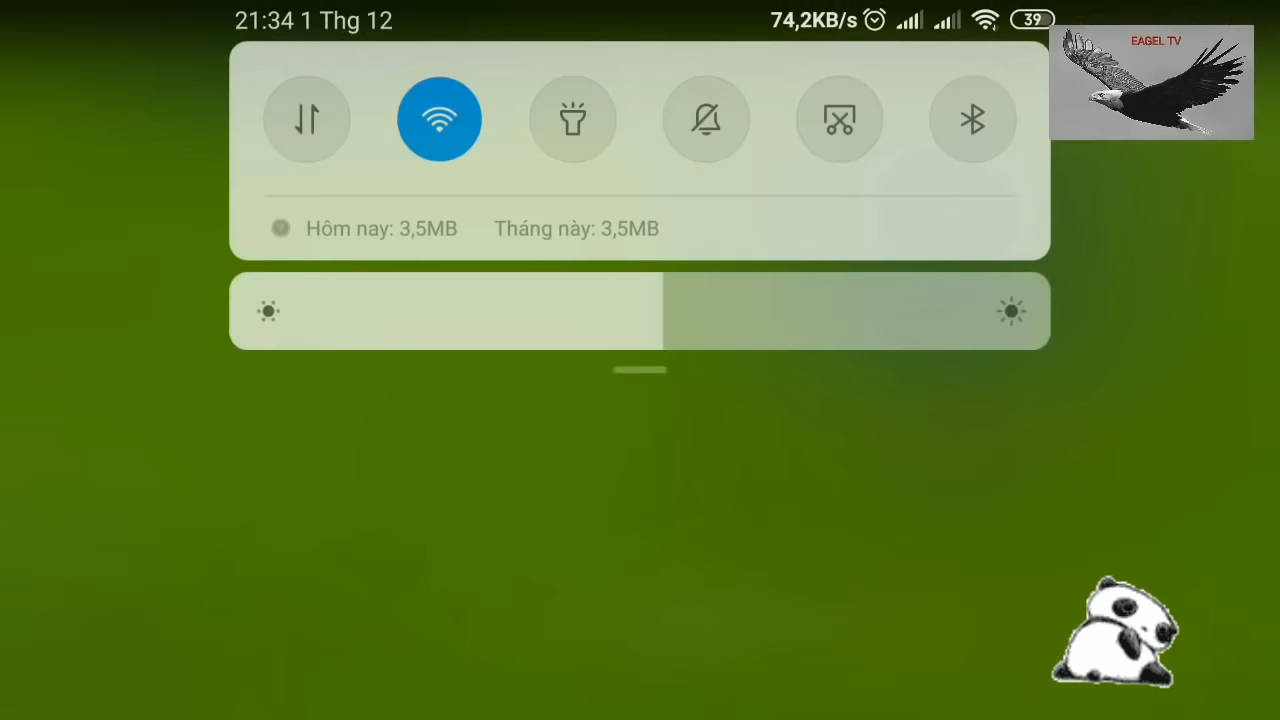 21:34 1 Thg 12
74,2KB/s
39
EAGEL TV
Hôm nay: 3,5MB
Tháng này: 3,5MB